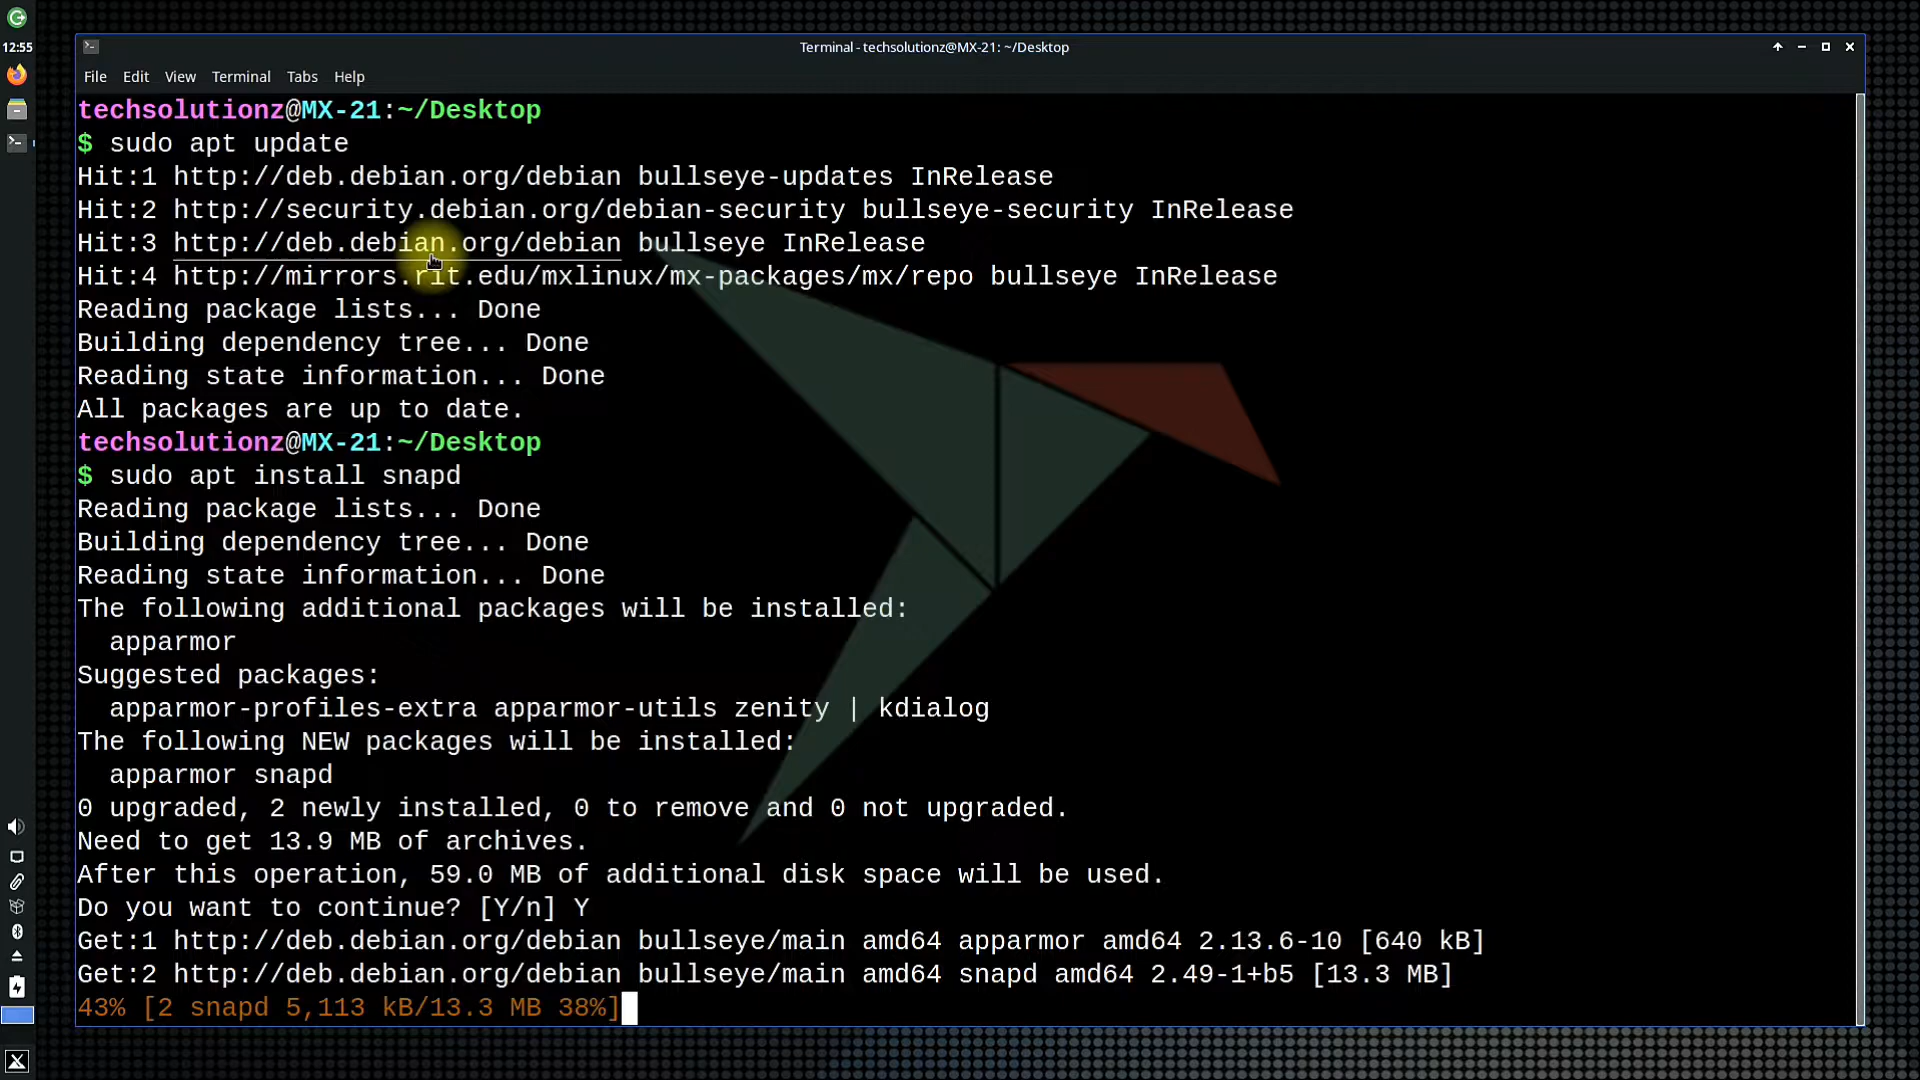 12:55
Terminal - techsolutionz@MX-21: ~/Desktop
File Edit View Terminal Tabs Help
techsolutionz@MX-21:~/Desktop
$ sudo apt update
Hit:1 http://deb.debian.org/debian bullseye-updates InRelease
Hit:2 http://security.debian.org/debian-security bullseye-security InRelease
Hit:3 http://deb.debian.org/debian bullseye InRelease
Hit:4 http://mirrors.rit.edu/mxlinux/mx-packages/mx/repo bullseye InRelease
Reading package lists... Done
Building dependency tree... Done
Reading state information... Done
All packages are up to date.
techsolutionz@MX-21:~/Desktop
$ sudo apt install snapd
Reading package lists... Done
Building dependency tree... Done
Reading state information... Done
The following additional packages will be installed:
  apparmor
Suggested packages:
  apparmor-profiles-extra apparmor-utils zenity | kdialog
The following NEW packages will be installed:
  apparmor snapd
0 upgraded, 2 newly installed, 0 to remove and 0 not upgraded.
Need to get 13.9 MB of archives.
After this operation, 59.0 MB of additional disk space will be used.
Do you want to continue? [Y/n] Y
Get:1 http://deb.debian.org/debian bullseye/main amd64 apparmor amd64 2.13.6-10 [640 kB]
Get:2 http://deb.debian.org/debian bullseye/main amd64 snapd amd64 2.49-1+b5 [13.3 MB]
43% [2 snapd 5,113 kB/13.3 MB 38%]